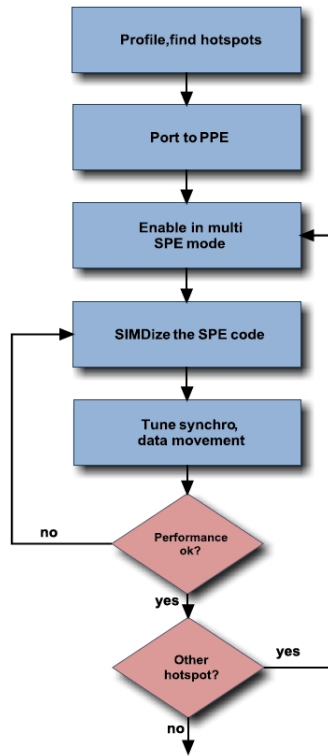 Profile,find hotspots
Port to PPE
Enable in multi
SPE mode
SIMDize the SPE code
Tune synchro,
data movement
no
Performance
ok?
yes
Other
hotspot?
yes
no